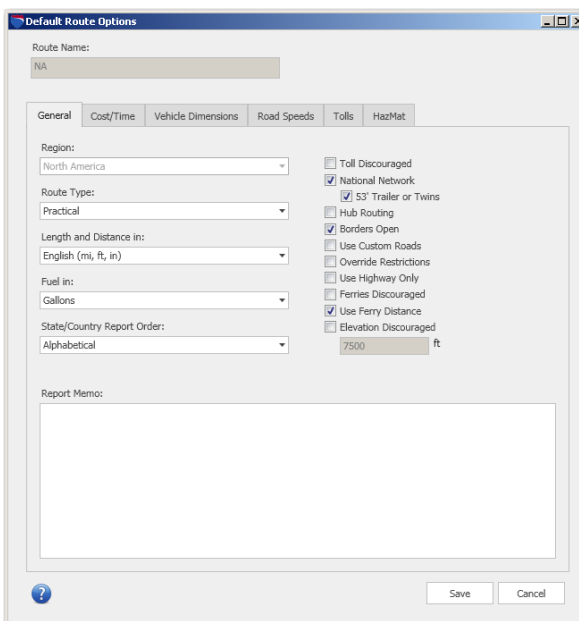 Default Route Options
Route Name:
NA
General Cost/Time Vehicle Dimensions Road Speeds Tolls HazMat
Region:
North America
Route Type:
Practical
Length and Distance in:
English (mi, ft, in)
Fuel in:
Gallons
State/Country Report Order:
Alphabetical
Toll Discouraged
National Network
53' Trailer or Twins
Hub Routing
Borders Open
Use Custom Roads
Override Restrictions
Use Highway Only
Ferries Discouraged
Use Ferry Distance
Elevation Discouraged
7500 ft
Report Memo:
?
Save Cancel